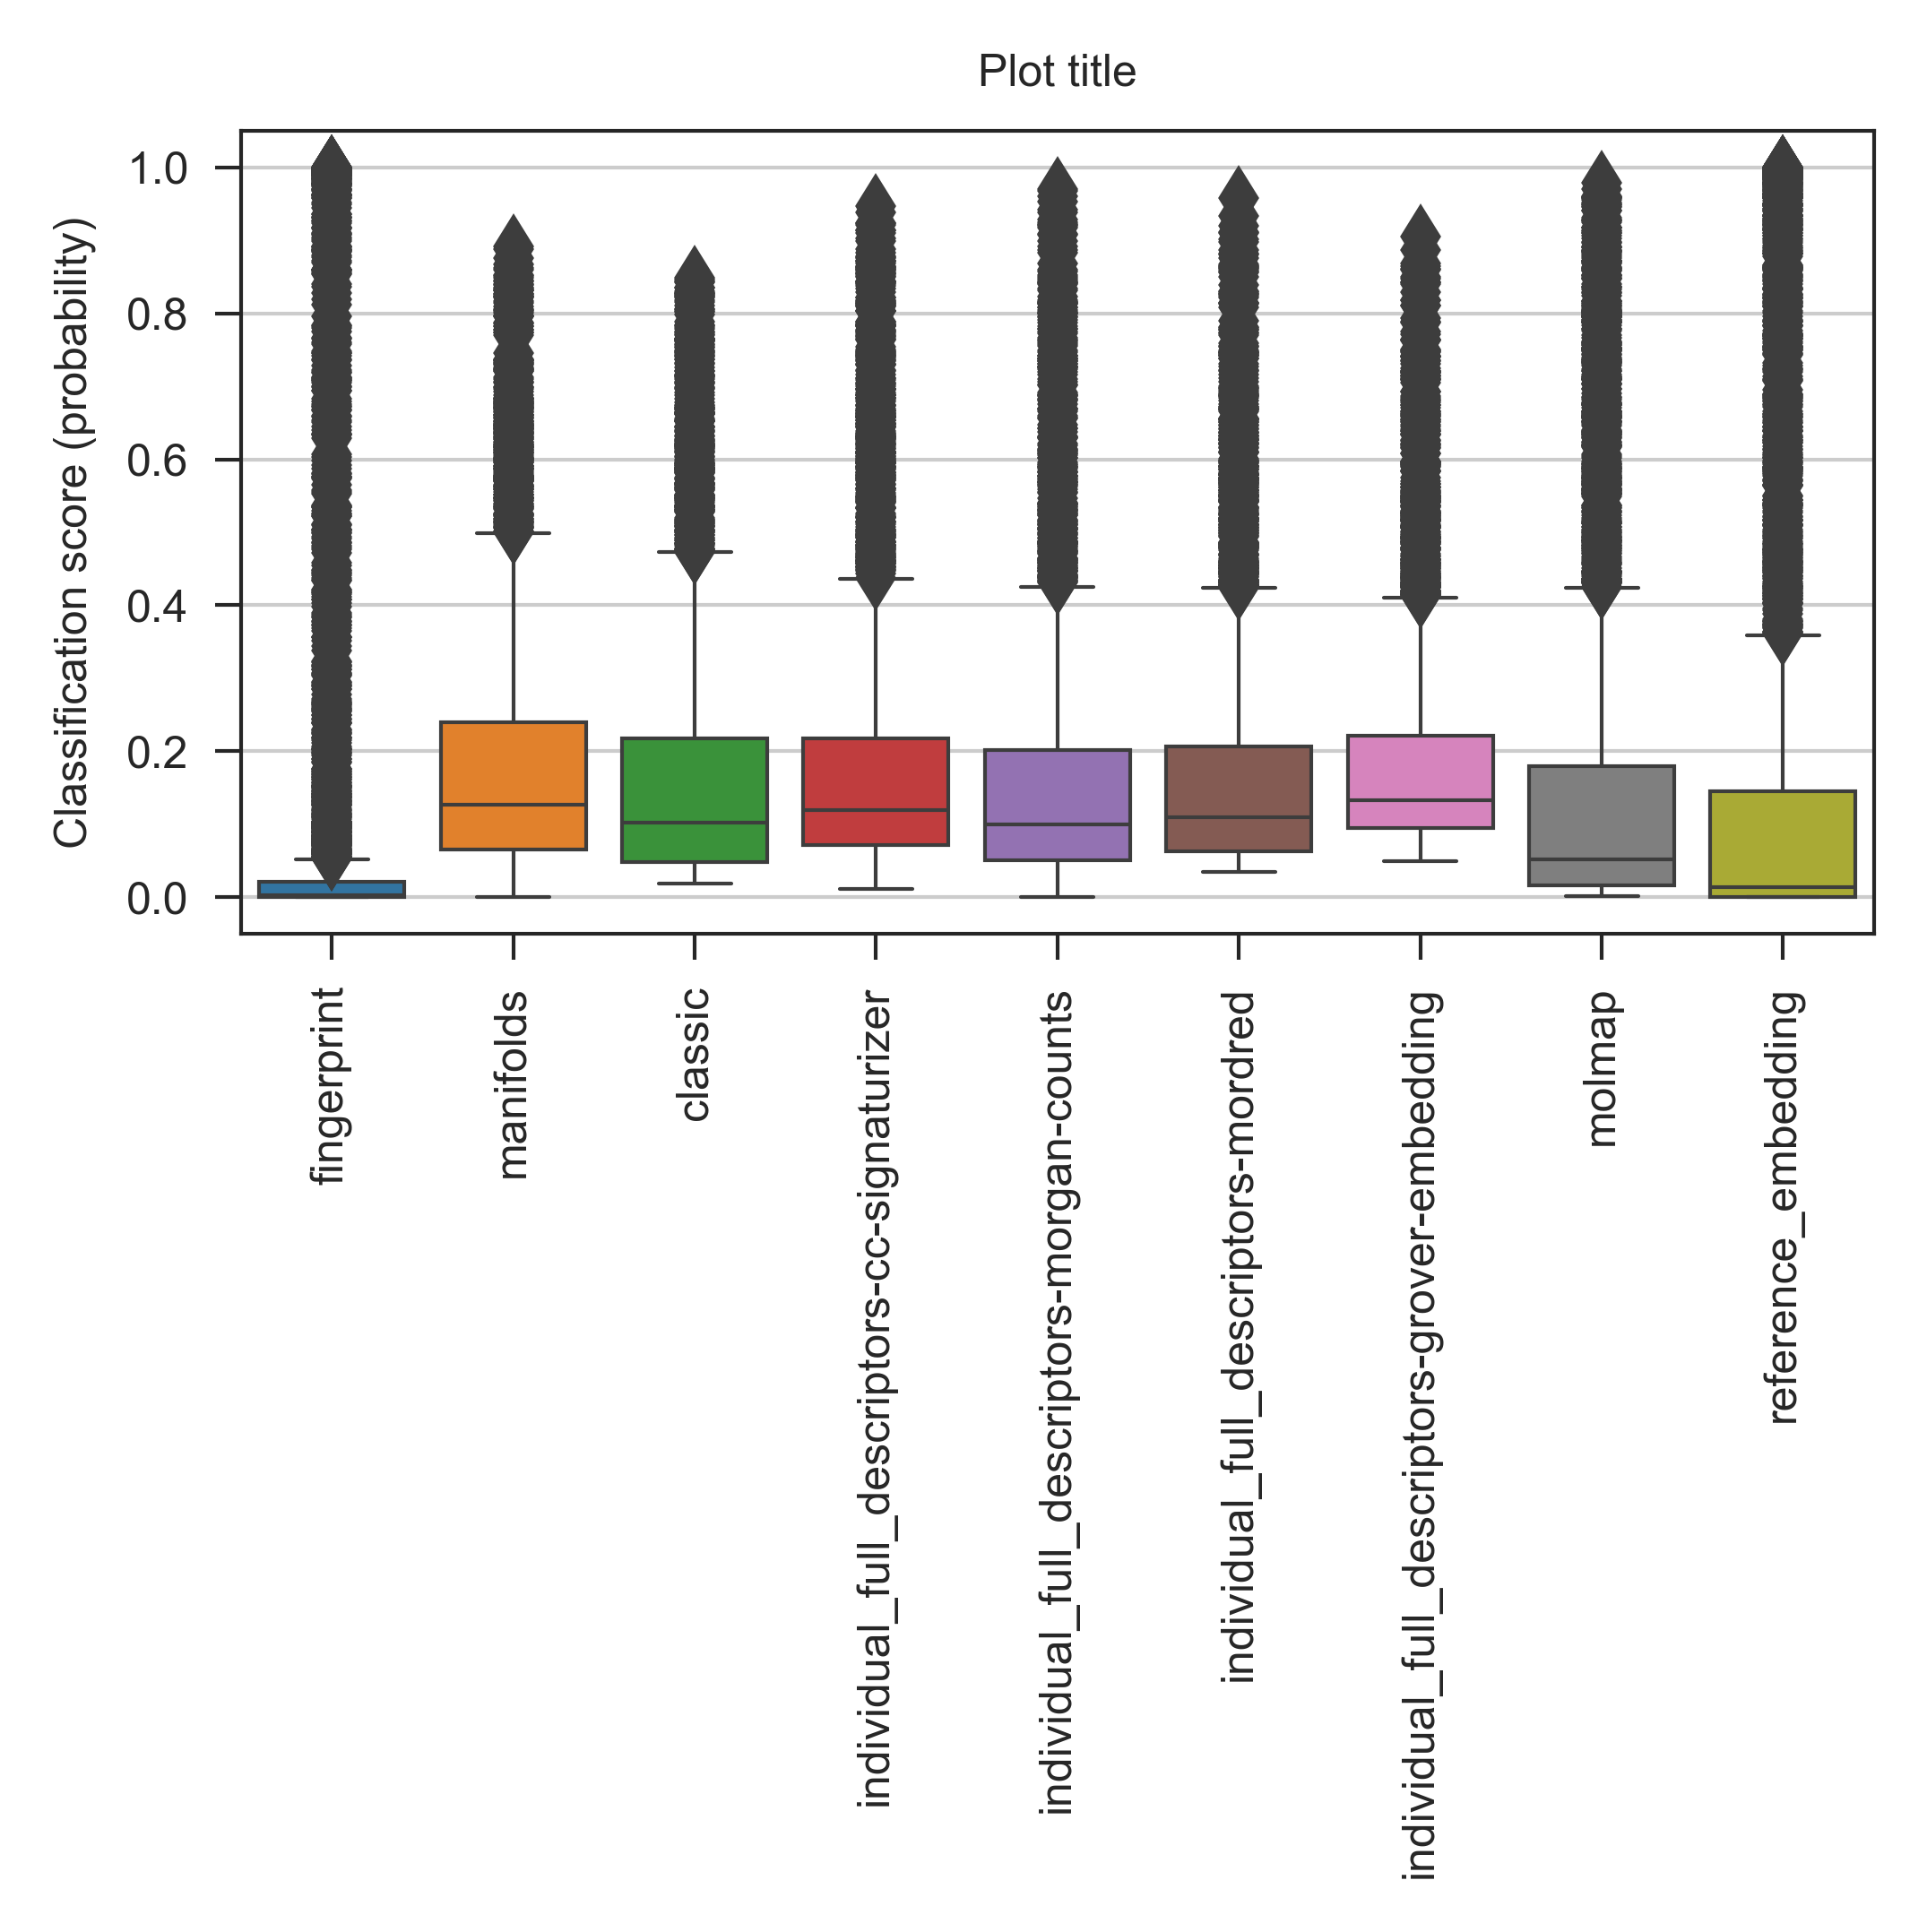 Plot title
Classification score (probability)
1.0
0.8
0.6
0.4
0.2
0.0
fingerprint
manifolds
classic
individual_full_descriptors-cc-signaturizer
individual_full_descriptors-morgan-counts
individual_full_descriptors-mordred
individual_full_descriptors-grover-embedding
molmap
reference_embedding